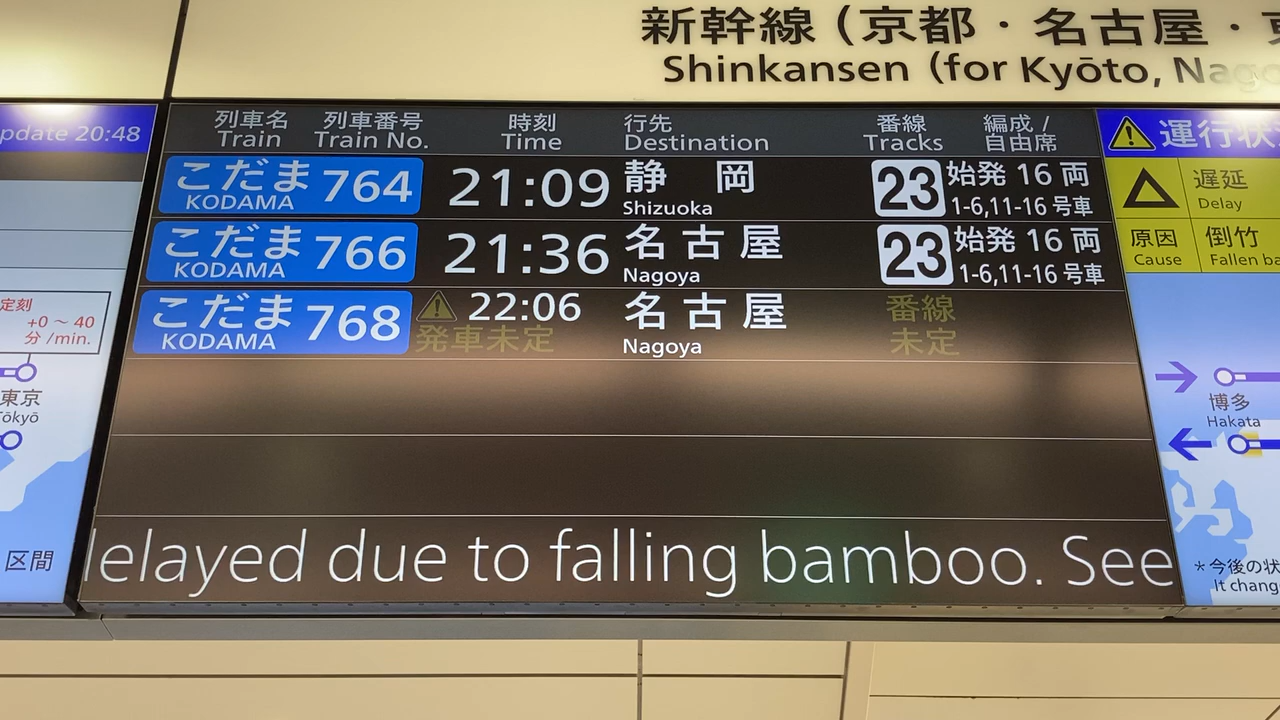 新幹線 (京都・名古屋・
Shinkansen (for Kyōto,
update 20:48
列車名 列車番号 時刻 行先 番線 編成 / 自由席
Train Train No. Time Destination Tracks
こだま 764 21:09 静岡 23 始発 16 両
KODAMA Shizuoka 1-6,11-16 号車
こだま 766 21:36 名古屋 23 始発 16 両
KODAMA Nagoya 1-6,11-16 号車
こだま 768 22:06 名古屋 番線
KODAMA 発車未定 Nagoya 未定
delayed due to falling bamboo. See
定刻
+0 ～ 40
分 /min.
東京
Tōkyō
区間
運行状
遅延
Delay
原因 倒竹
Cause Fallen
博多
Hakata
*今後の状
It chang